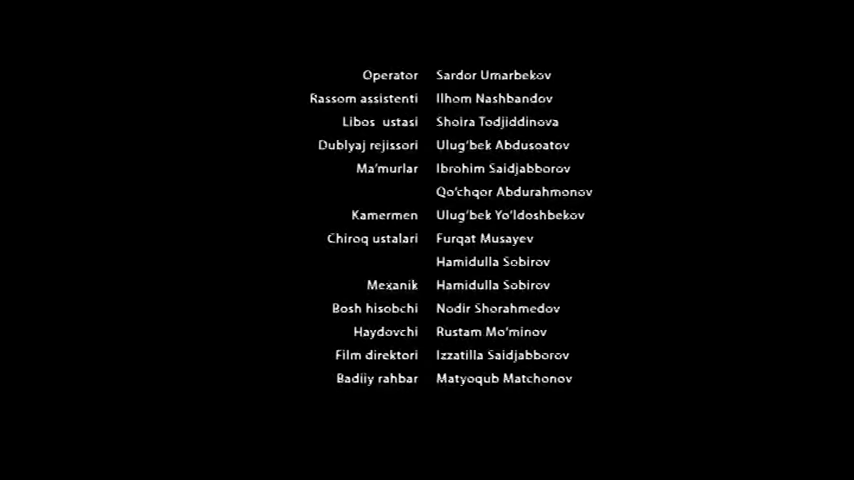 Operator Sardor Umarbekov
Rassom assistenti Ilhom Nashbandov
Libos ustasi Shoira Todjiddinova
Dublyaj rejissori Ulug'bek Abdusoatov
Ma'murlar Ibrohim Saidjabborov
Qo'chqor Abdurahmonov
Kamermen Ulug'bek Yo'ldoshbekov
Chiroq ustalari Furqat Musayev
Hamidulla Sobirov
Mexanik Hamidulla Sobirov
Bosh hisobchi Nodir Shorahmedov
Haydovchi Rustam Mo'minov
Film direktori Izzatilla Saidjabborov
Badiiy rahbar Matyoqub Matchonov